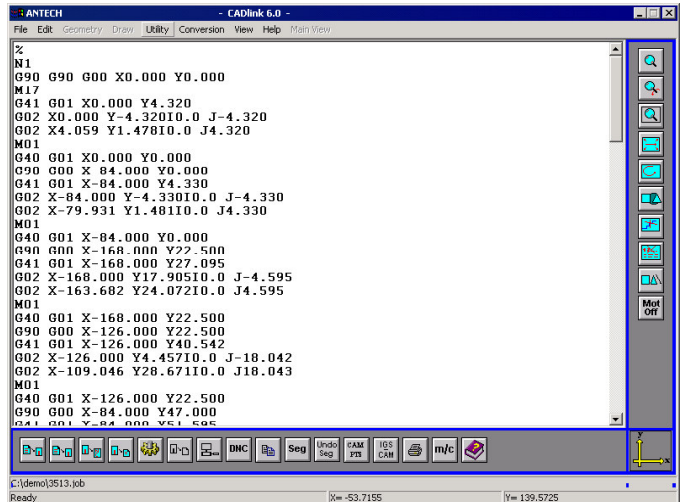 ANTECH - CADlink 6.0 -
File Edit Geometry Draw Utility Conversion View Help Main View
%
N1
G90 G90 G00 X0.000 Y0.000
M17
G41 G01 X0.000 Y4.320
G02 X0.000 Y-4.320I0.0 J-4.320
G02 X4.059 Y1.478I0.0 J4.320
M01
G40 G01 X0.000 Y0.000
G90 G00 X-84.000 Y0.000
G41 G01 X-84.000 Y4.330
G02 X-84.000 Y-4.330I0.0 J-4.330
G02 X-79.931 Y1.481I0.0 J4.330
M01
G40 G01 X-84.000 Y0.000
G90 G00 X-168.000 Y22.500
G41 G01 X-168.000 Y27.095
G02 X-168.000 Y17.905I0.0 J-4.595
G02 X-163.682 Y24.072I0.0 J4.595
M01
G40 G01 X-168.000 Y22.500
G90 G00 X-126.000 Y22.500
G41 G01 X-126.000 Y40.542
G02 X-126.000 Y4.457I0.0 J-18.042
G02 X-109.046 Y28.671I0.0 J18.043
M01
G40 G01 X-126.000 Y22.500
G90 G00 X-84.000 Y47.000
G41 G01 X-84.000 Y51.595
Mot
Off
DNC Seg Undo Seg CAM PTS IGS CAM m/c
y
x
C:\demo\3513.job
Ready X= -53.7155 Y= 139.5725